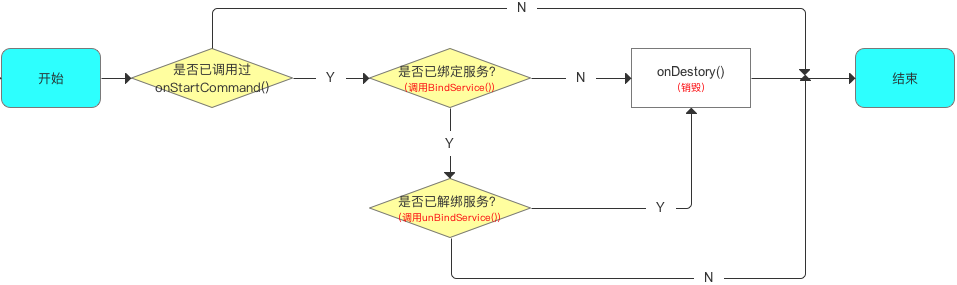 N
开始
是否已调用过
onStartCommand()
Y
是否已绑定服务?
(调用BindService())
N
onDestory()
(销毁)
结束
Y
是否已解绑服务?
(调用unBindService())
Y
N